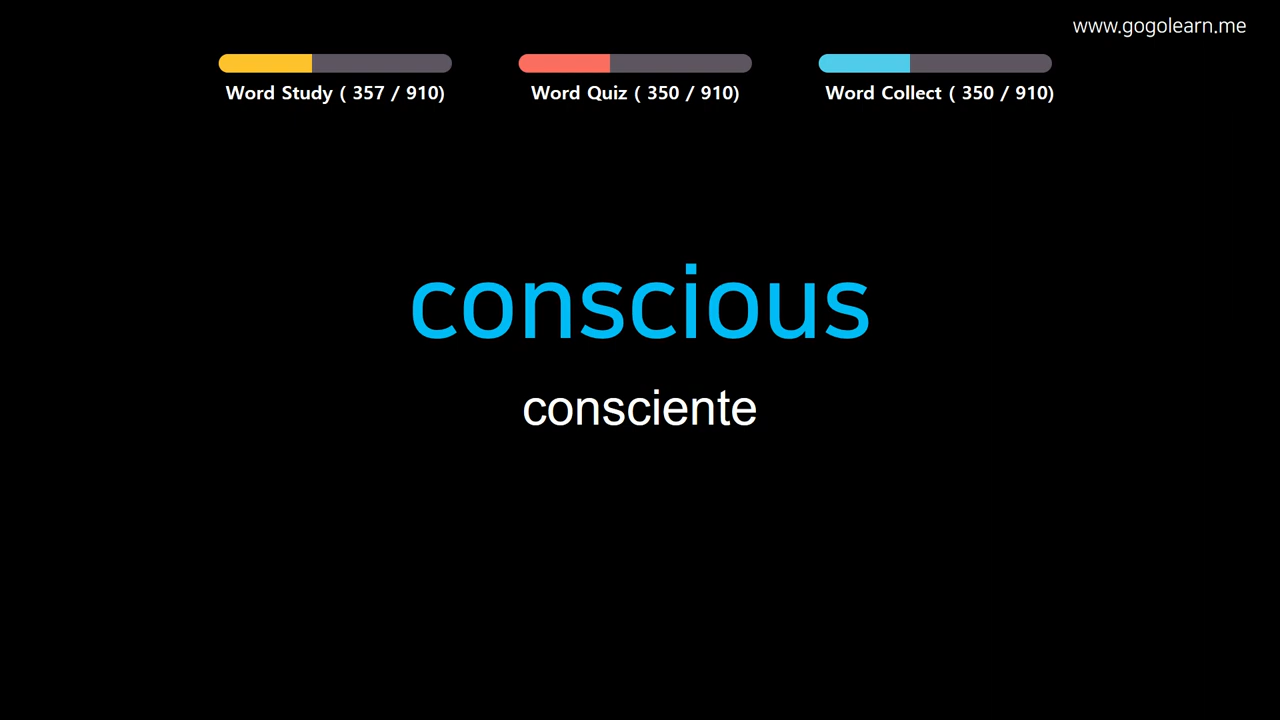 www.gogolearn.me
Word Study ( 357 / 910)
Word Quiz ( 350 / 910)
Word Collect ( 350 / 910)
conscious
consciente